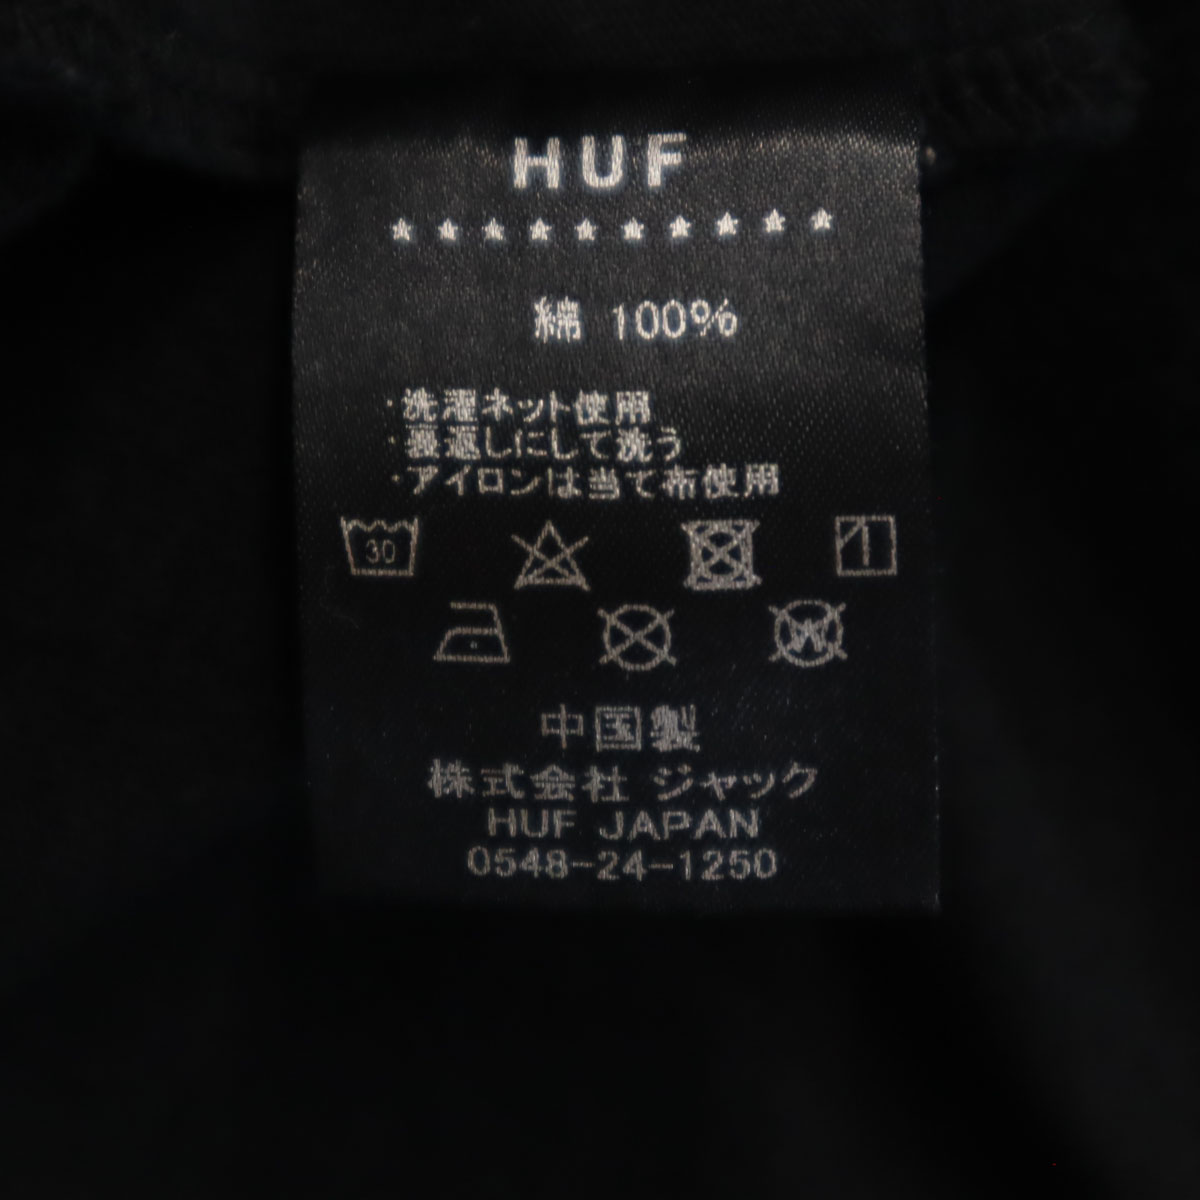 HUF
★★★★★★★★★★
綿 100%
・洗濯ネット使用
・裏返しにして洗う
・アイロンは当て布使用
30
W
中国製
株式会社 ジャック
HUF JAPAN
0548-24-1250